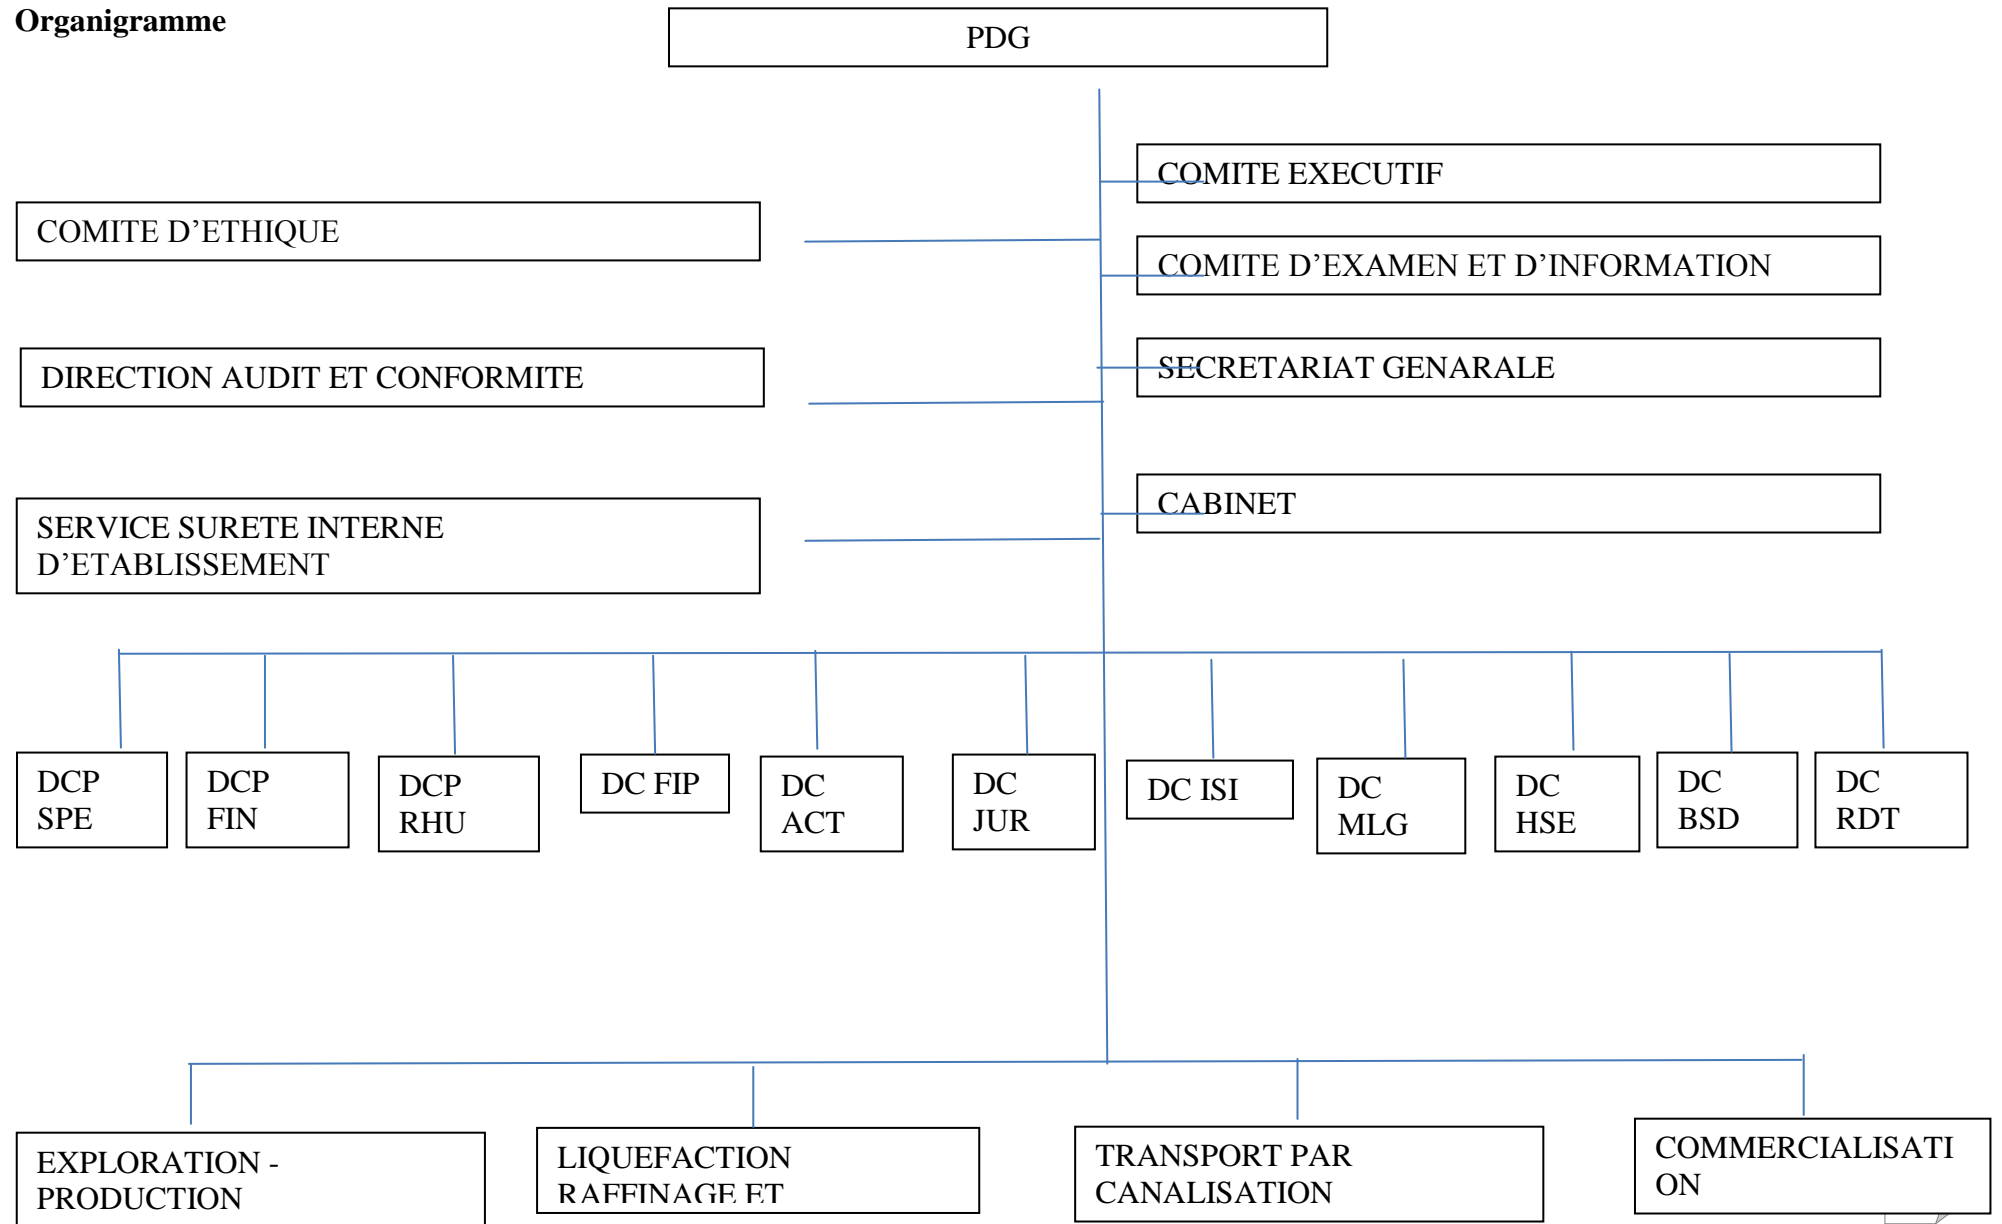 Organigramme
PDG
COMITE EXECUTIF
COMITE D’ETHIQUE
COMITE D’EXAMEN ET D’INFORMATION
DIRECTION AUDIT ET CONFORMITE
SECRETARIAT GENARALE
CABINET
SERVICE SURETE INTERNE
D’ETABLISSEMENT
DCP
SPE
DCP
FIN
DCP
RHU
DC FIP
DC
ACT
DC
JUR
DC ISI
DC
MLG
DC
HSE
DC
BSD
DC
RDT
EXPLORATION -
PRODUCTION
LIQUEFACTION
RAFFINAGE ET
TRANSPORT PAR
CANALISATION
COMMERCIALISATI
ON